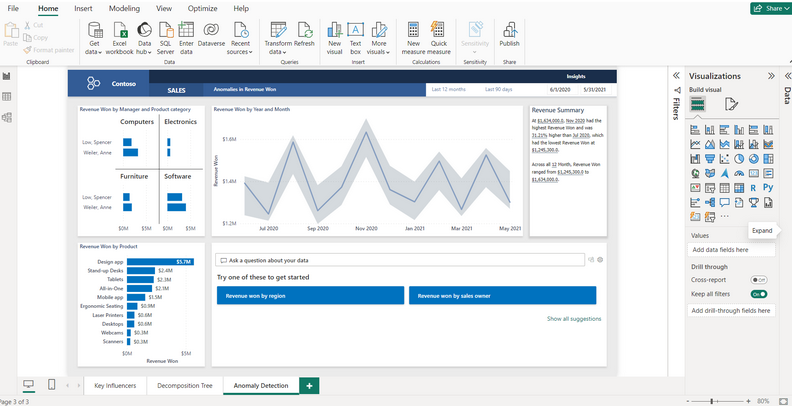 File Home Insert Modeling View Optimize Help Share
Paste Cut Copy Format painter
Get data Excel workbook Data hub SQL Server Enter data Dataverse Recent sources Transform data Refresh New visual Text box More visuals New measure Quick measure Sensitivity Publish
Clipboard Data Queries Insert Calculations Sensitivity Share
Contoso SALES Anomalies in Revenue Won
Insights
Last 12 months Last 90 days 6/1/2020 5/31/2021
Revenue Won by Manager and Product category
Computers Electronics
Low, Spencer
Weiler, Anne
Furniture Software
Low, Spencer
Weiler, Anne
$0M $5M $0M $5M
Revenue Won by Year and Month
Revenue Won
$1.6M
$1.4M
$1.2M
Jul 2020 Sep 2020 Nov 2020 Jan 2021 Mar 2021 May 2021
Revenue Summary
At $1,634,000.0, Nov 2020 had the
highest Revenue Won and was
31.21% higher than Jul 2020, which
had the lowest Revenue Won at
$1,245,300.0.
Across all 12 Month, Revenue Won
ranged from $1,245,300.0 to
$1,634,000.0.
Revenue Won by Product
Design app $5.7M
Stand-up Desks $2.4M
Tablets $2.3M
All-in-One $2.1M
Mobile app $1.5M
Ergonomic Seating $0.9M
Laser Printers $0.6M
Desktops $0.6M
Webcams $0.3M
Scanners $0.3M
$0M $5M
Revenue Won
Ask a question about your data
Try one of these to get started
Revenue won by region Revenue won by sales owner
Show all suggestions
Filters
Visualizations
Build visual
R Py
Expand
Values
Add data fields here
Drill through
Cross-report Off
Keep all filters On
Add drill-through fields here
Data
Key Influencers Decomposition Tree Anomaly Detection
Page 3 of 3 80%